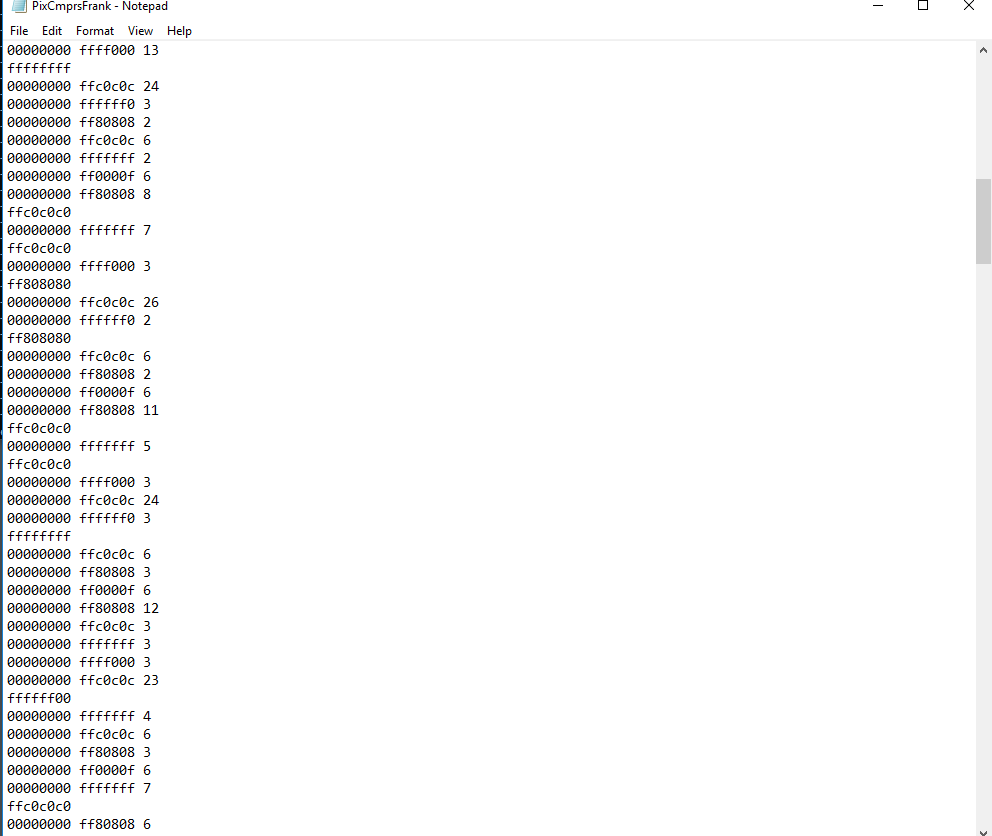 PixCmprsFrank - Notepad
File Edit Format View Help
00000000 ffff000 13
ffffffff
00000000 ffc0c0c 24
00000000 ffffff0 3
00000000 ff80808 2
00000000 ffc0c0c 6
00000000 fffffff 2
00000000 ff0000f 6
00000000 ff80808 8
ffc0c0c0
00000000 fffffff 7
ffc0c0c0
00000000 ffff000 3
ff808080
00000000 ffc0c0c 26
00000000 ffffff0 2
ff808080
00000000 ffc0c0c 6
00000000 ff80808 2
00000000 ff0000f 6
00000000 ff80808 11
ffc0c0c0
00000000 fffffff 5
ffc0c0c0
00000000 ffff000 3
00000000 ffc0c0c 24
00000000 ffffff0 3
ffffffff
00000000 ffc0c0c 6
00000000 ff80808 3
00000000 ff0000f 6
00000000 ff80808 12
00000000 ffc0c0c 3
00000000 fffffff 3
00000000 ffff000 3
00000000 ffc0c0c 23
ffffff00
00000000 fffffff 4
00000000 ffc0c0c 6
00000000 ff80808 3
00000000 ff0000f 6
00000000 fffffff 7
ffc0c0c0
00000000 ff80808 6